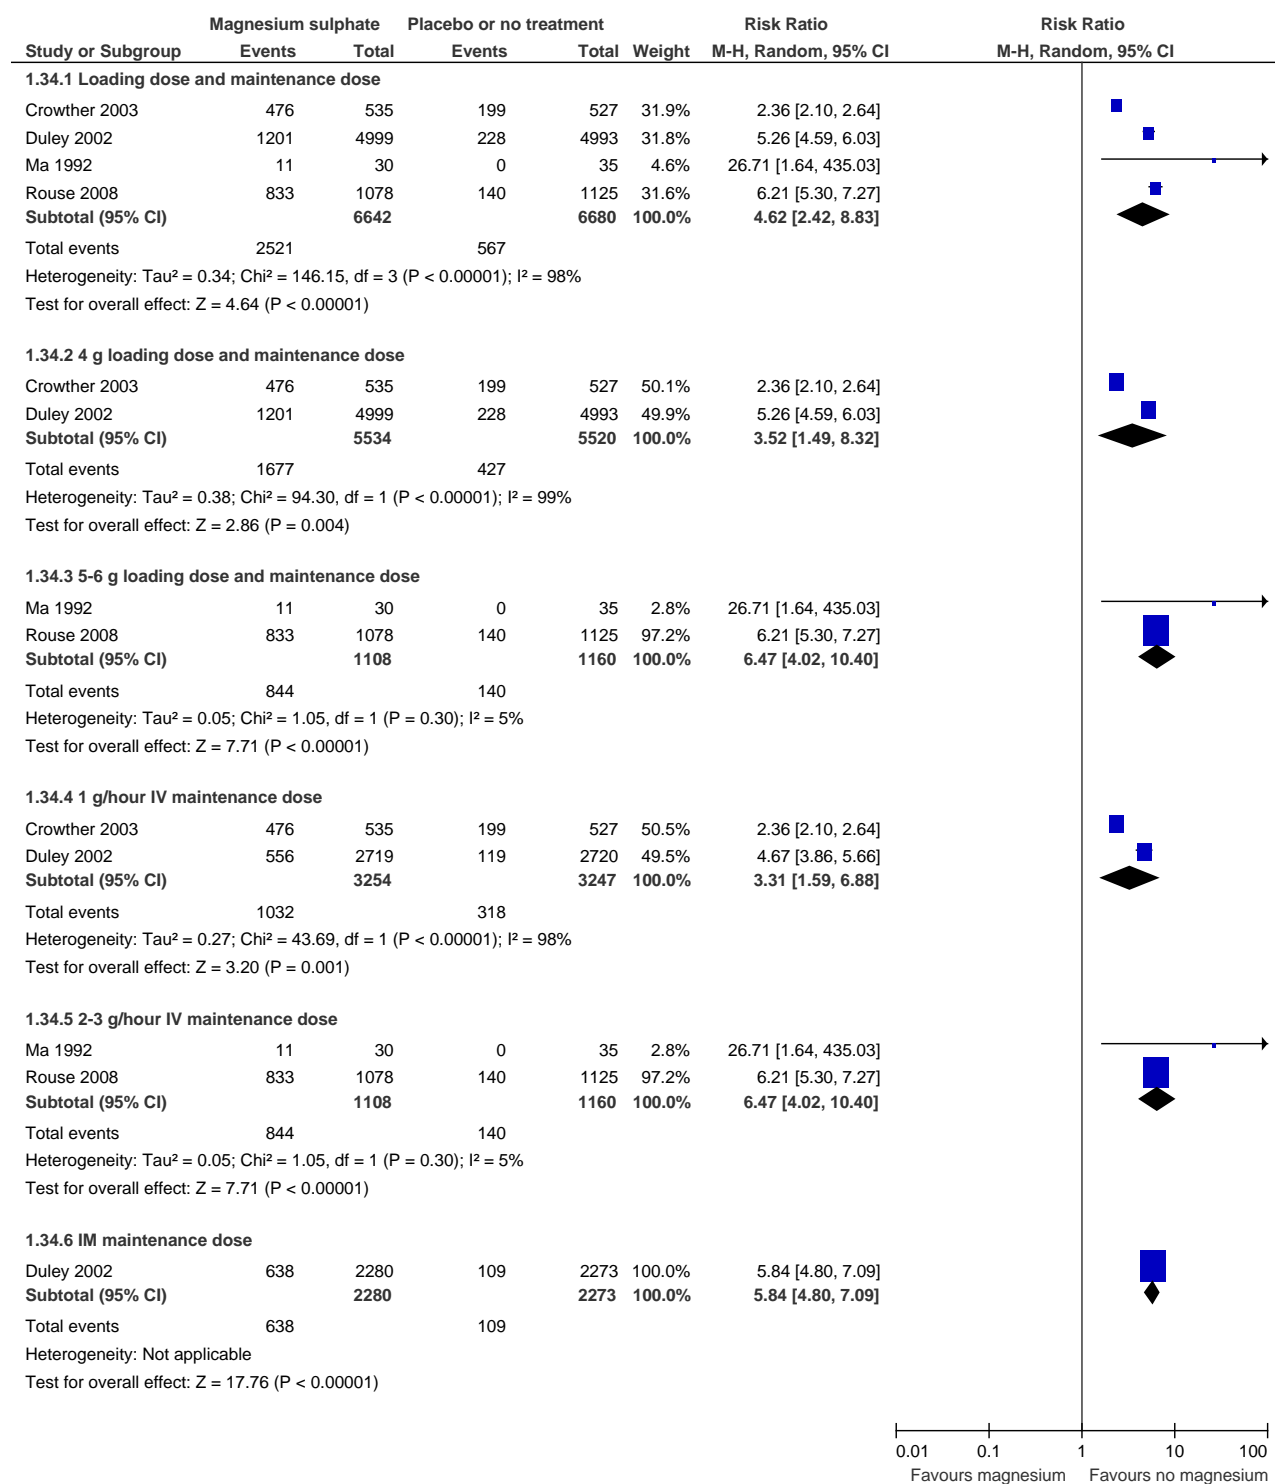 Magnesium sulphate Placebo or no treatment Risk Ratio Risk Ratio
Study or Subgroup Events Total Events Total Weight M-H, Random, 95% CI M-H, Random, 95% CI
1.34.1 Loading dose and maintenance dose
Crowther 2003 476 535 199 527 31.9% 2.36 [2.10, 2.64]
Duley 2002 1201 4999 228 4993 31.8% 5.26 [4.59, 6.03]
Ma 1992 11 30 0 35 4.6% 26.71 [1.64, 435.03]
Rouse 2008 833 1078 140 1125 31.6% 6.21 [5.30, 7.27]
Subtotal (95% CI) 6642 6680 100.0% 4.62 [2.42, 8.83]
Total events 2521 567
Heterogeneity: Tau² = 0.34; Chi² = 146.15, df = 3 (P < 0.00001); I² = 98%
Test for overall effect: Z = 4.64 (P < 0.00001)
1.34.2 4 g loading dose and maintenance dose
Crowther 2003 476 535 199 527 50.1% 2.36 [2.10, 2.64]
Duley 2002 1201 4999 228 4993 49.9% 5.26 [4.59, 6.03]
Subtotal (95% CI) 5534 5520 100.0% 3.52 [1.49, 8.32]
Total events 1677 427
Heterogeneity: Tau² = 0.38; Chi² = 94.30, df = 1 (P < 0.00001); I² = 99%
Test for overall effect: Z = 2.86 (P = 0.004)
1.34.3 5-6 g loading dose and maintenance dose
Ma 1992 11 30 0 35 2.8% 26.71 [1.64, 435.03]
Rouse 2008 833 1078 140 1125 97.2% 6.21 [5.30, 7.27]
Subtotal (95% CI) 1108 1160 100.0% 6.47 [4.02, 10.40]
Total events 844 140
Heterogeneity: Tau² = 0.05; Chi² = 1.05, df = 1 (P = 0.30); I² = 5%
Test for overall effect: Z = 7.71 (P < 0.00001)
1.34.4 1 g/hour IV maintenance dose
Crowther 2003 476 535 199 527 50.5% 2.36 [2.10, 2.64]
Duley 2002 556 2719 119 2720 49.5% 4.67 [3.86, 5.66]
Subtotal (95% CI) 3254 3247 100.0% 3.31 [1.59, 6.88]
Total events 1032 318
Heterogeneity: Tau² = 0.27; Chi² = 43.69, df = 1 (P < 0.00001); I² = 98%
Test for overall effect: Z = 3.20 (P = 0.001)
1.34.5 2-3 g/hour IV maintenance dose
Ma 1992 11 30 0 35 2.8% 26.71 [1.64, 435.03]
Rouse 2008 833 1078 140 1125 97.2% 6.21 [5.30, 7.27]
Subtotal (95% CI) 1108 1160 100.0% 6.47 [4.02, 10.40]
Total events 844 140
Heterogeneity: Tau² = 0.05; Chi² = 1.05, df = 1 (P = 0.30); I² = 5%
Test for overall effect: Z = 7.71 (P < 0.00001)
1.34.6 IM maintenance dose
Duley 2002 638 2280 109 2273 100.0% 5.84 [4.80, 7.09]
Subtotal (95% CI) 2280 2273 100.0% 5.84 [4.80, 7.09]
Total events 638 109
Heterogeneity: Not applicable
Test for overall effect: Z = 17.76 (P < 0.00001)
0.01 0.1 1 10 100
Favours magnesium Favours no magnesium